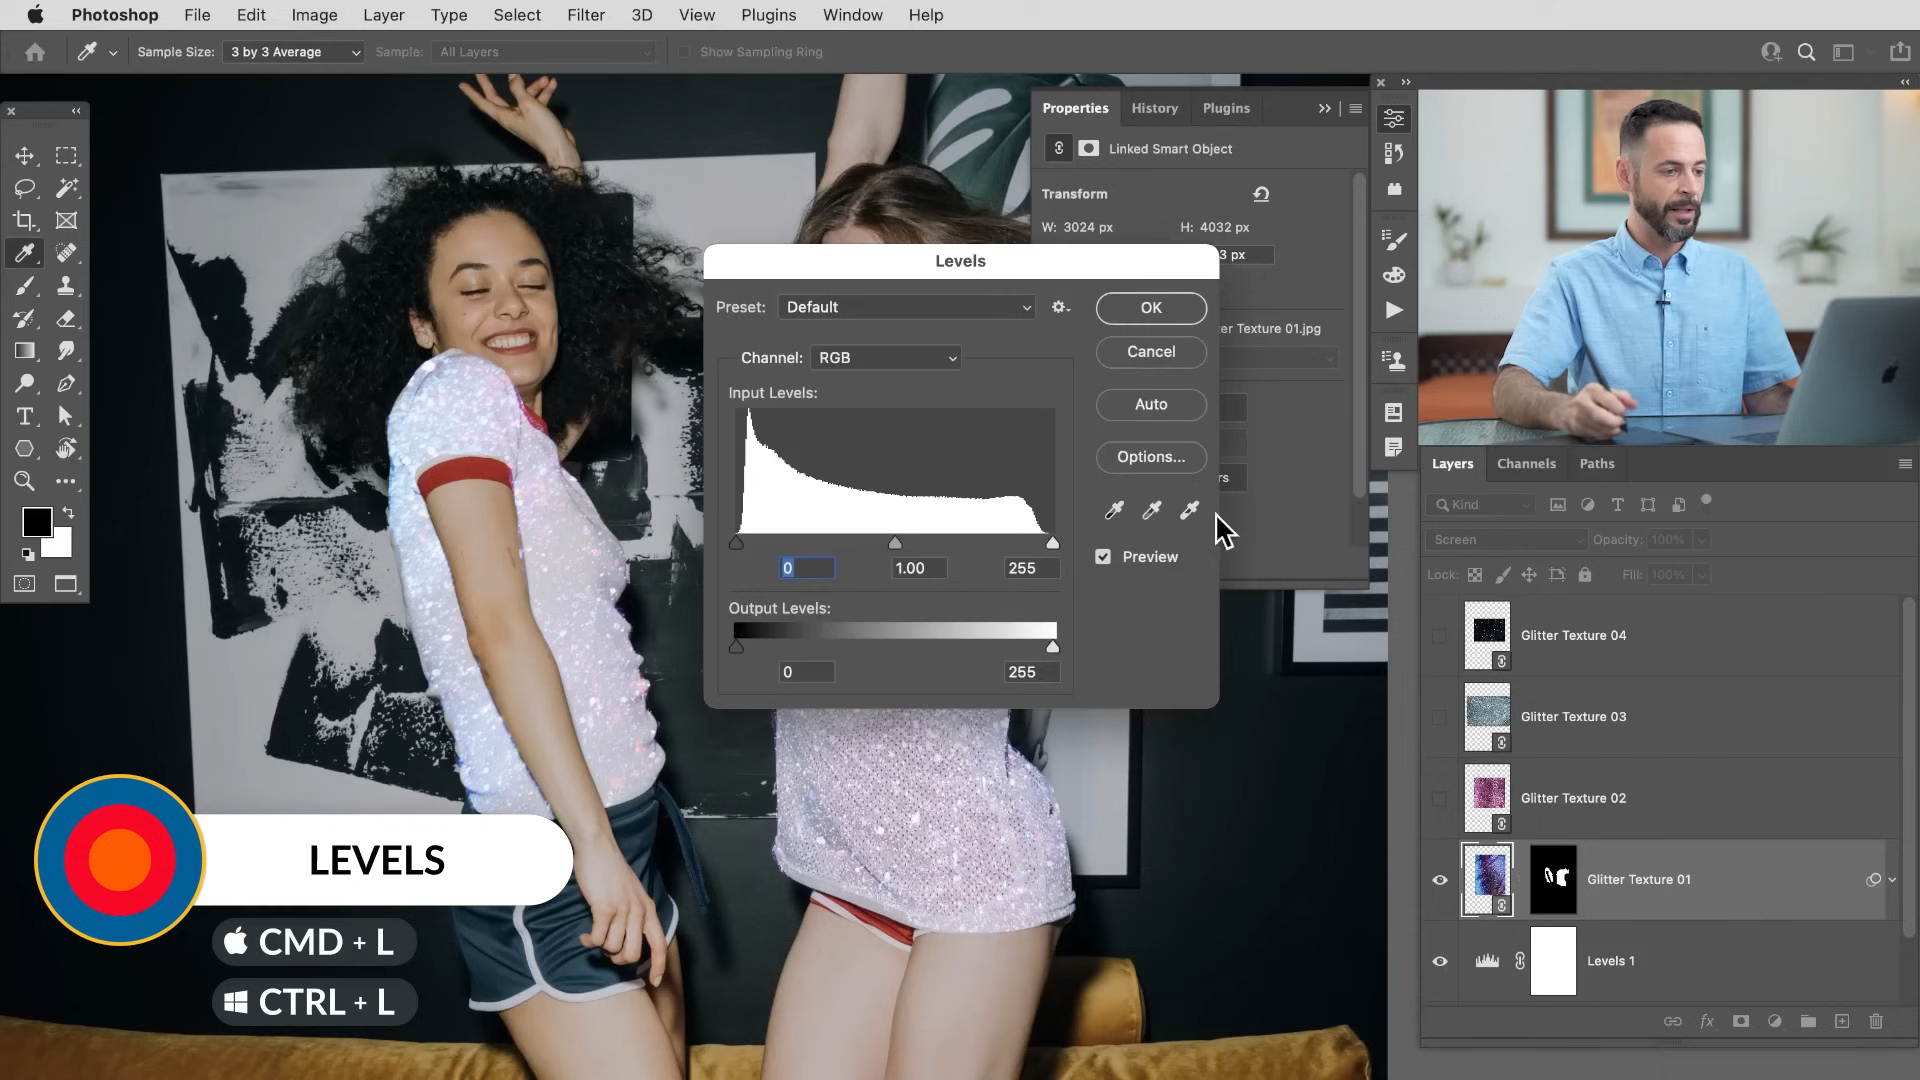 Photoshop File Edit Image Layer Type Select Filter 3D View Plugins Window Help
Sample Size: 3 by 3 Average Sample: All Layers Show Sampling Ring
Properties History Plugins
Linked Smart Object
Transform
W: 3024 px H: 4032 px
3 px
er Texture 01.jpg
rs
Levels
Preset: Default
OK
Channel: RGB
Cancel
Input Levels:
Auto
Options...
0 1.00 255
Preview
Output Levels:
0 255
Layers Channels Paths
Kind
Screen Opacity: 100%
Lock: Fill: 100%
Glitter Texture 04
Glitter Texture 03
Glitter Texture 02
Glitter Texture 01
Levels 1
fx
LEVELS
CMD + L
CTRL + L